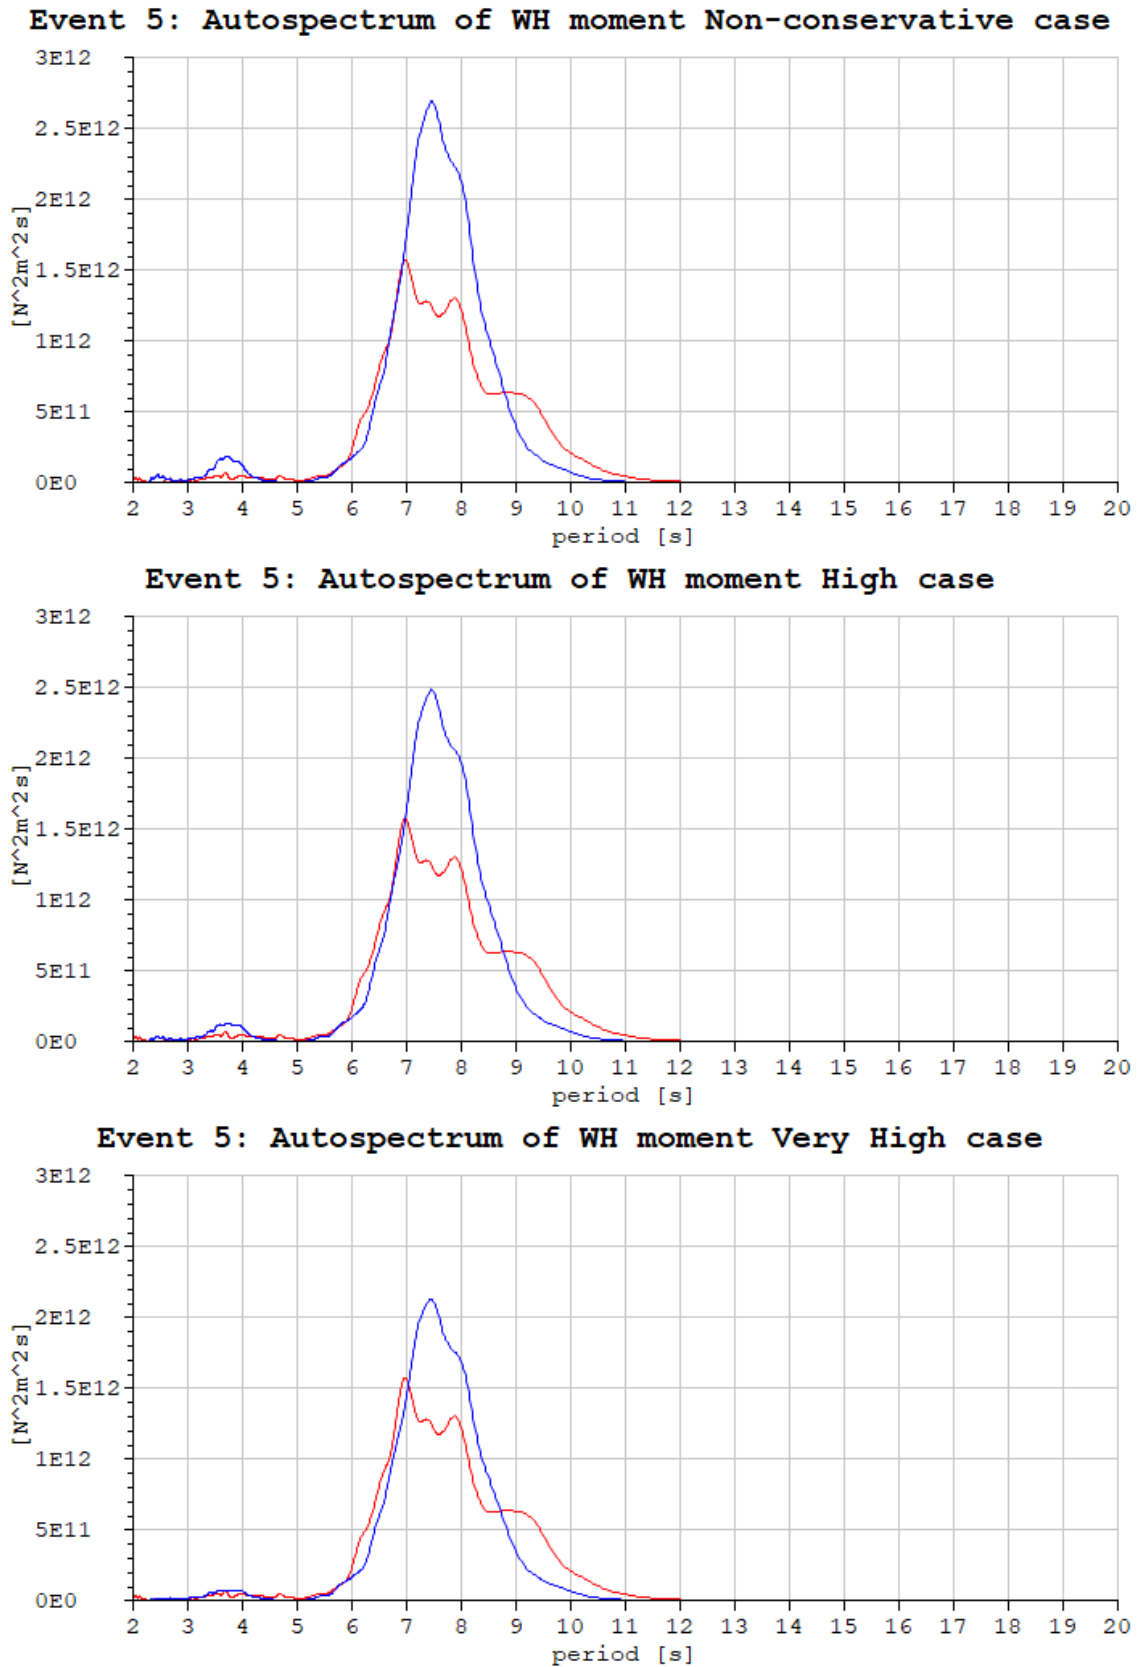 Event 5: Autospectrum of WH moment Non-conservative case
3E12
2.5E12
2E12
1.5E12
1E12
5E11
0E0
[N^2m^2s]
2 3 4 5 6 7 8 9 10 11 12 13 14 15 16 17 18 19 20
period [s]
Event 5: Autospectrum of WH moment High case
3E12
2.5E12
2E12
1.5E12
1E12
5E11
0E0
[N^2m^2s]
2 3 4 5 6 7 8 9 10 11 12 13 14 15 16 17 18 19 20
period [s]
Event 5: Autospectrum of WH moment Very High case
3E12
2.5E12
2E12
1.5E12
1E12
5E11
0E0
[N^2m^2s]
2 3 4 5 6 7 8 9 10 11 12 13 14 15 16 17 18 19 20
period [s]